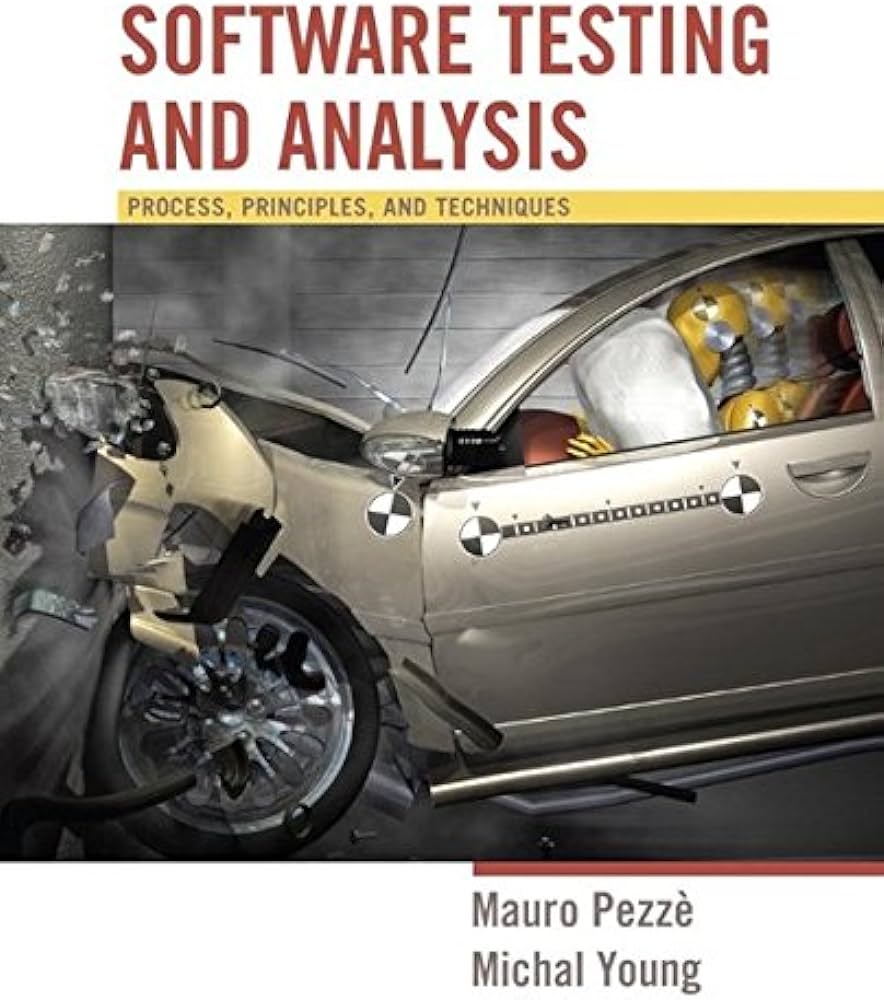 SOFTWARE TESTING
AND ANALYSIS
PROCESS, PRINCIPLES, AND TECHNIQUES
Mauro Pezzè
Michal Young